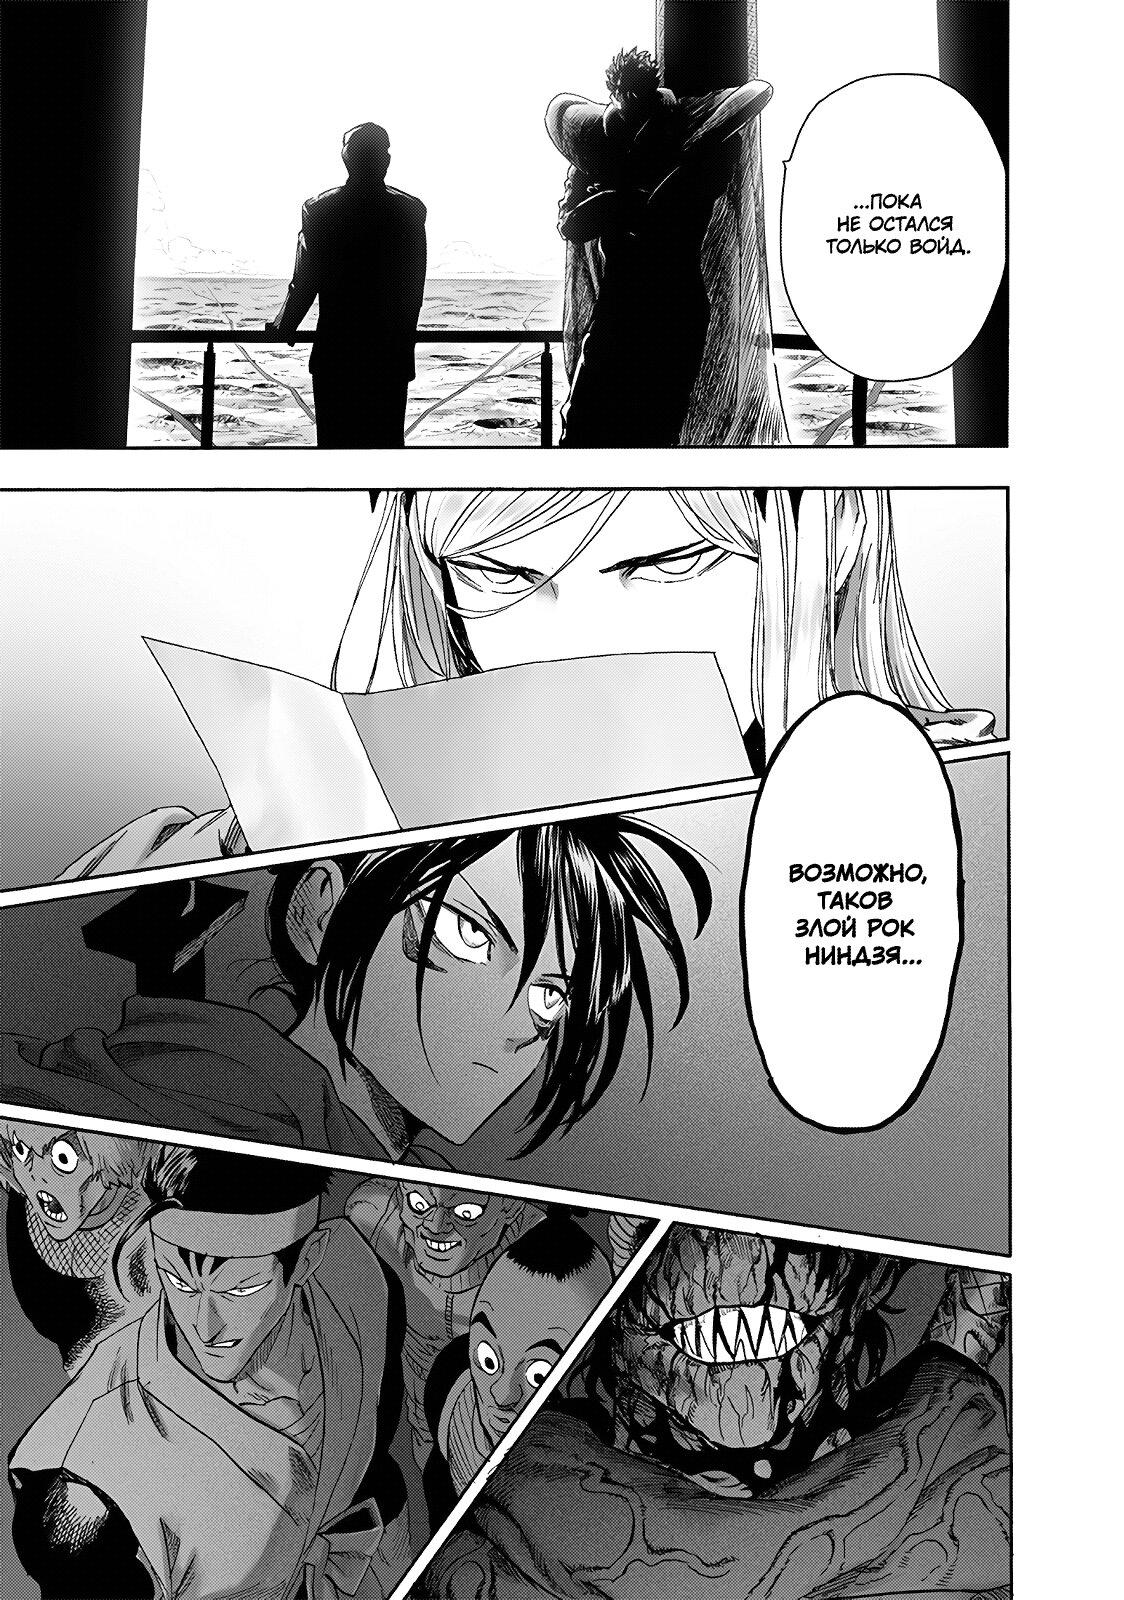 ...ПОКА
НЕ ОСТАЛСЯ
ТОЛЬКО ВОЙД.
ВОЗМОЖНО,
ТАКОВ
ЗЛОЙ РОК
НИНДЗЯ...